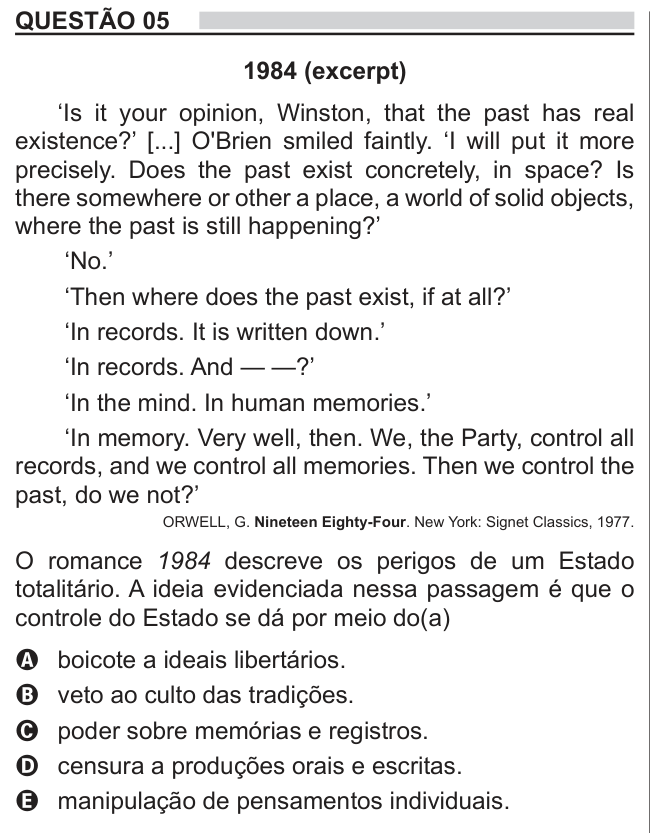 QUESTÃO 05
1984 (excerpt)
‘Is it your opinion, Winston, that the past has real
existence?’ [...] O'Brien smiled faintly. ‘I will put it more
precisely. Does the past exist concretely, in space? Is
there somewhere or other a place, a world of solid objects,
where the past is still happening?’
‘No.’
‘Then where does the past exist, if at all?’
‘In records. It is written down.’
‘In records. And — —?’
‘In the mind. In human memories.’
‘In memory. Very well, then. We, the Party, control all
records, and we control all memories. Then we control the
past, do we not?’
ORWELL, G. Nineteen Eighty-Four. New York: Signet Classics, 1977.
O romance 1984 descreve os perigos de um Estado
totalitário. A ideia evidenciada nessa passagem é que o
controle do Estado se dá por meio do(a)
A boicote a ideais libertários.
B veto ao culto das tradições.
C poder sobre memórias e registros.
D censura a produções orais e escritas.
E manipulação de pensamentos individuais.